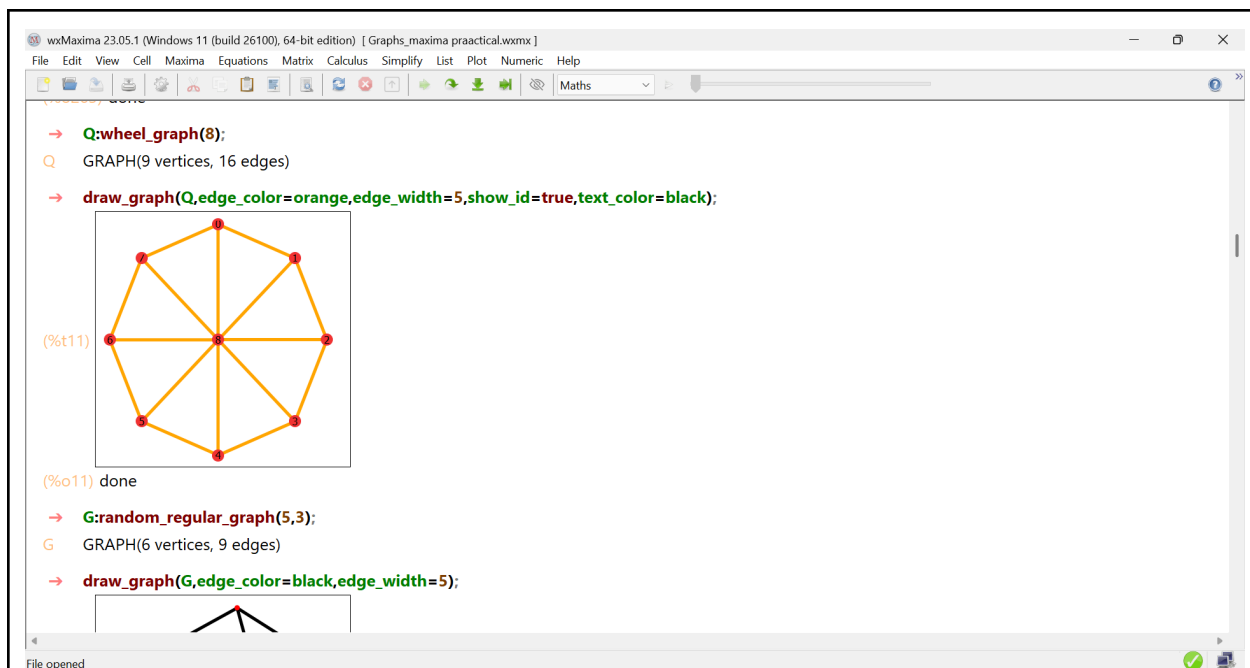 wxMaxima 23.05.1 (Windows 11 (build 26100), 64-bit edition) [ Graphs_maxima praactical.wxmx ]
File Edit View Cell Maxima Equations Matrix Calculus Simplify List Plot Numeric Help
Maths
done
→ Q:wheel_graph(8);
Q GRAPH(9 vertices, 16 edges)
→ draw_graph(Q,edge_color=orange,edge_width=5,show_id=true,text_color=black);
0
7 1
(%t11) 6 8 2
5 3
4
(%o11) done
→ G:random_regular_graph(5,3);
G GRAPH(6 vertices, 9 edges)
→ draw_graph(G,edge_color=black,edge_width=5);
File opened